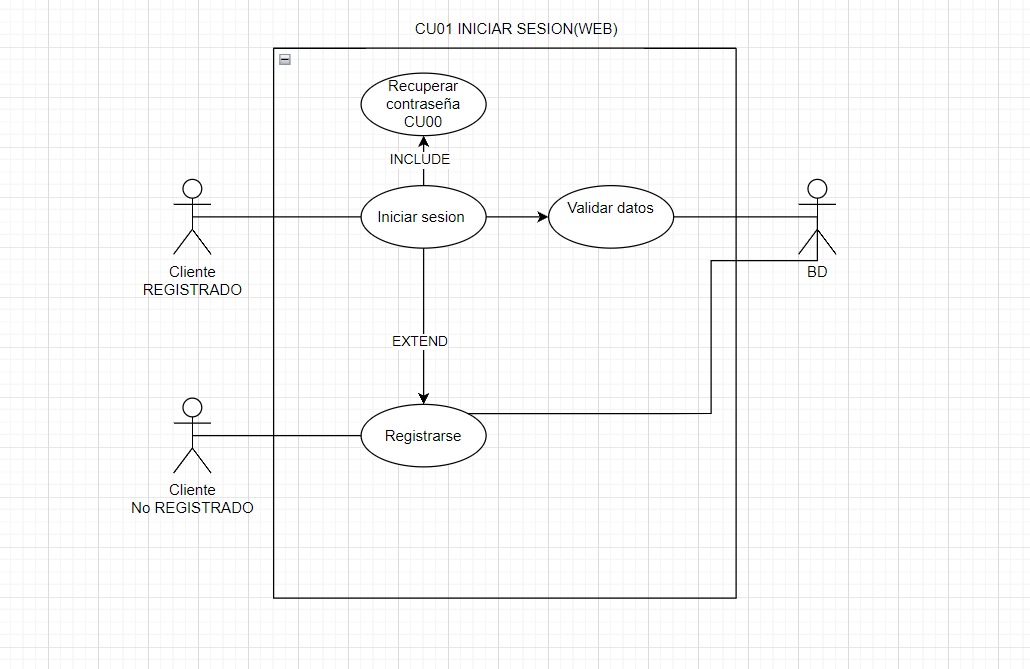 CU01 INICIAR SESION(WEB)
Recuperar
contraseña
CU00
INCLUDE
Iniciar sesion
Validar datos
Cliente
REGISTRADO
BD
EXTEND
Registrarse
Cliente
No REGISTRADO